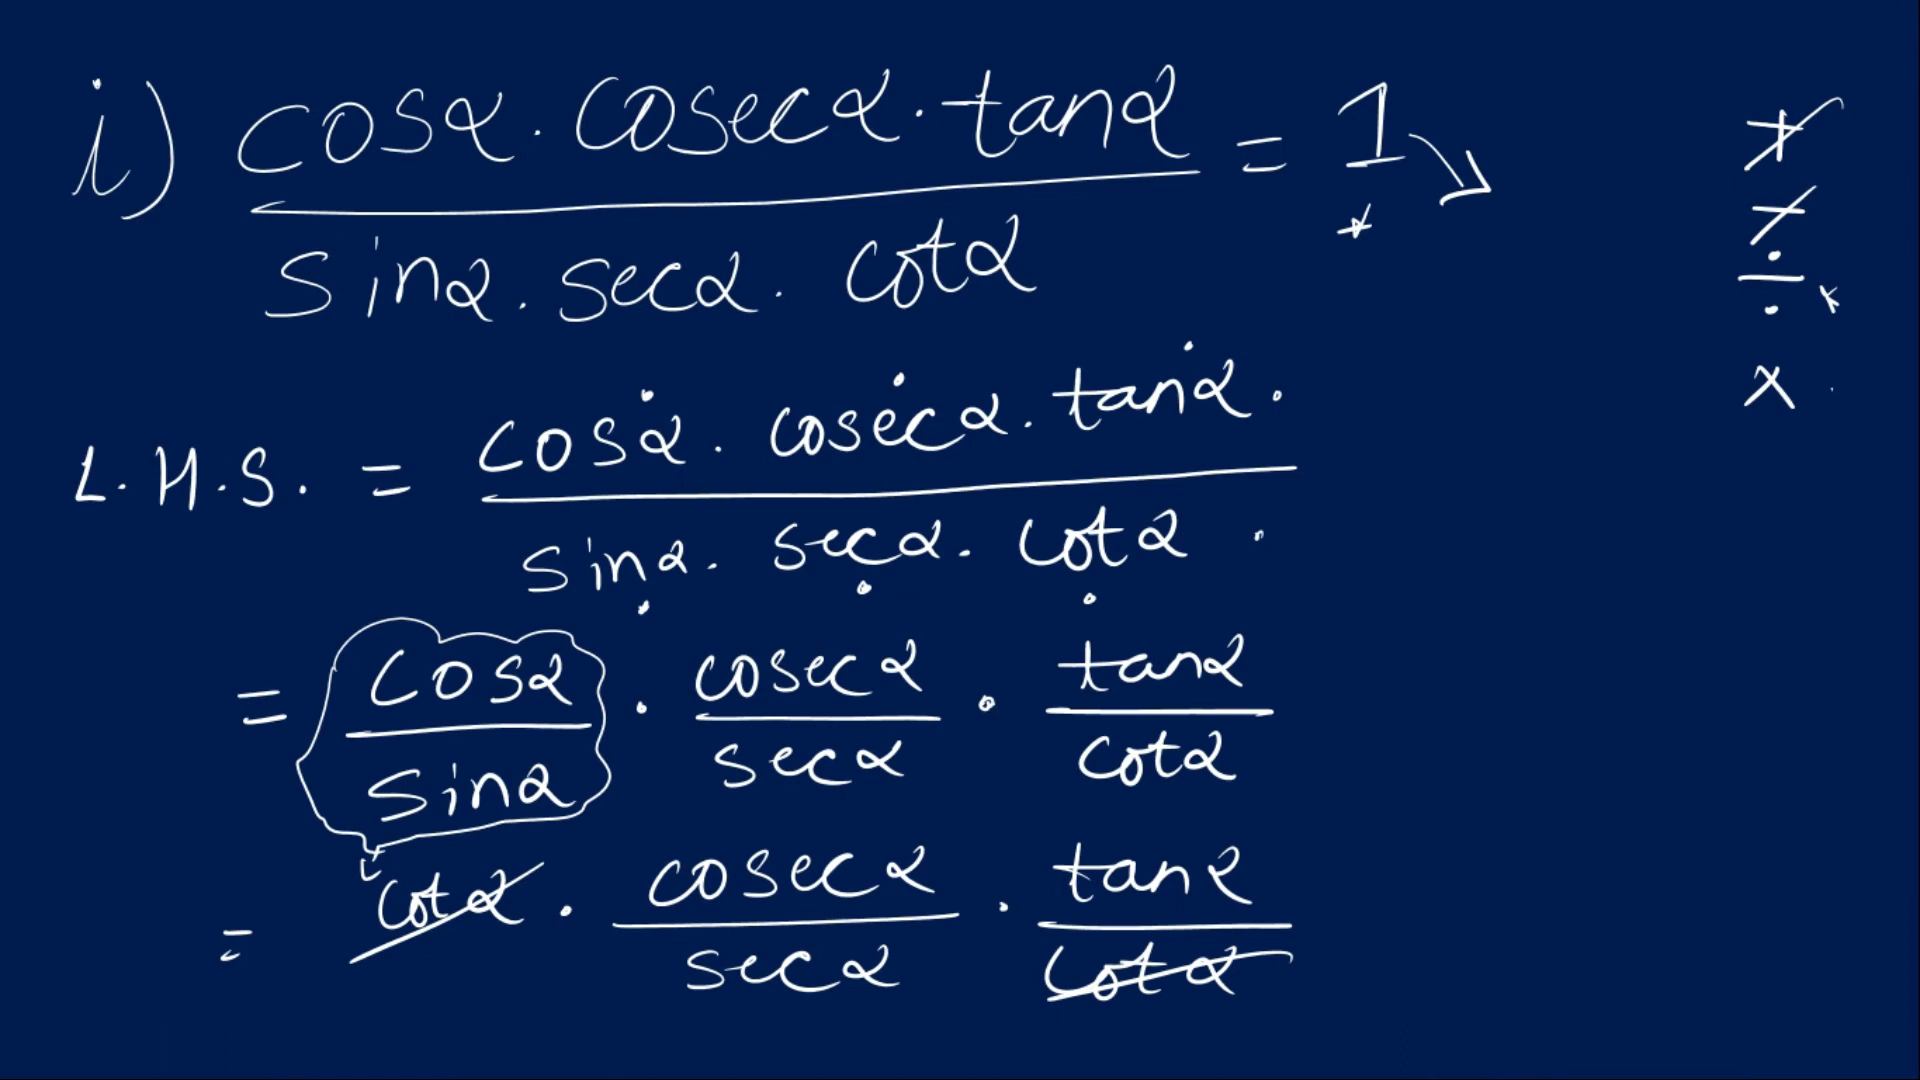 i) cosα . cosecα . tanα / sinα . secα . cotα = 1
+
-
÷
×
L.H.S. = cosα . cosecα . tanα . / sinα . secα . cotα .
= cosα / sinα . cosecα / secα . tanα / cotα
= cotα . cosecα / secα . tanα / cotα